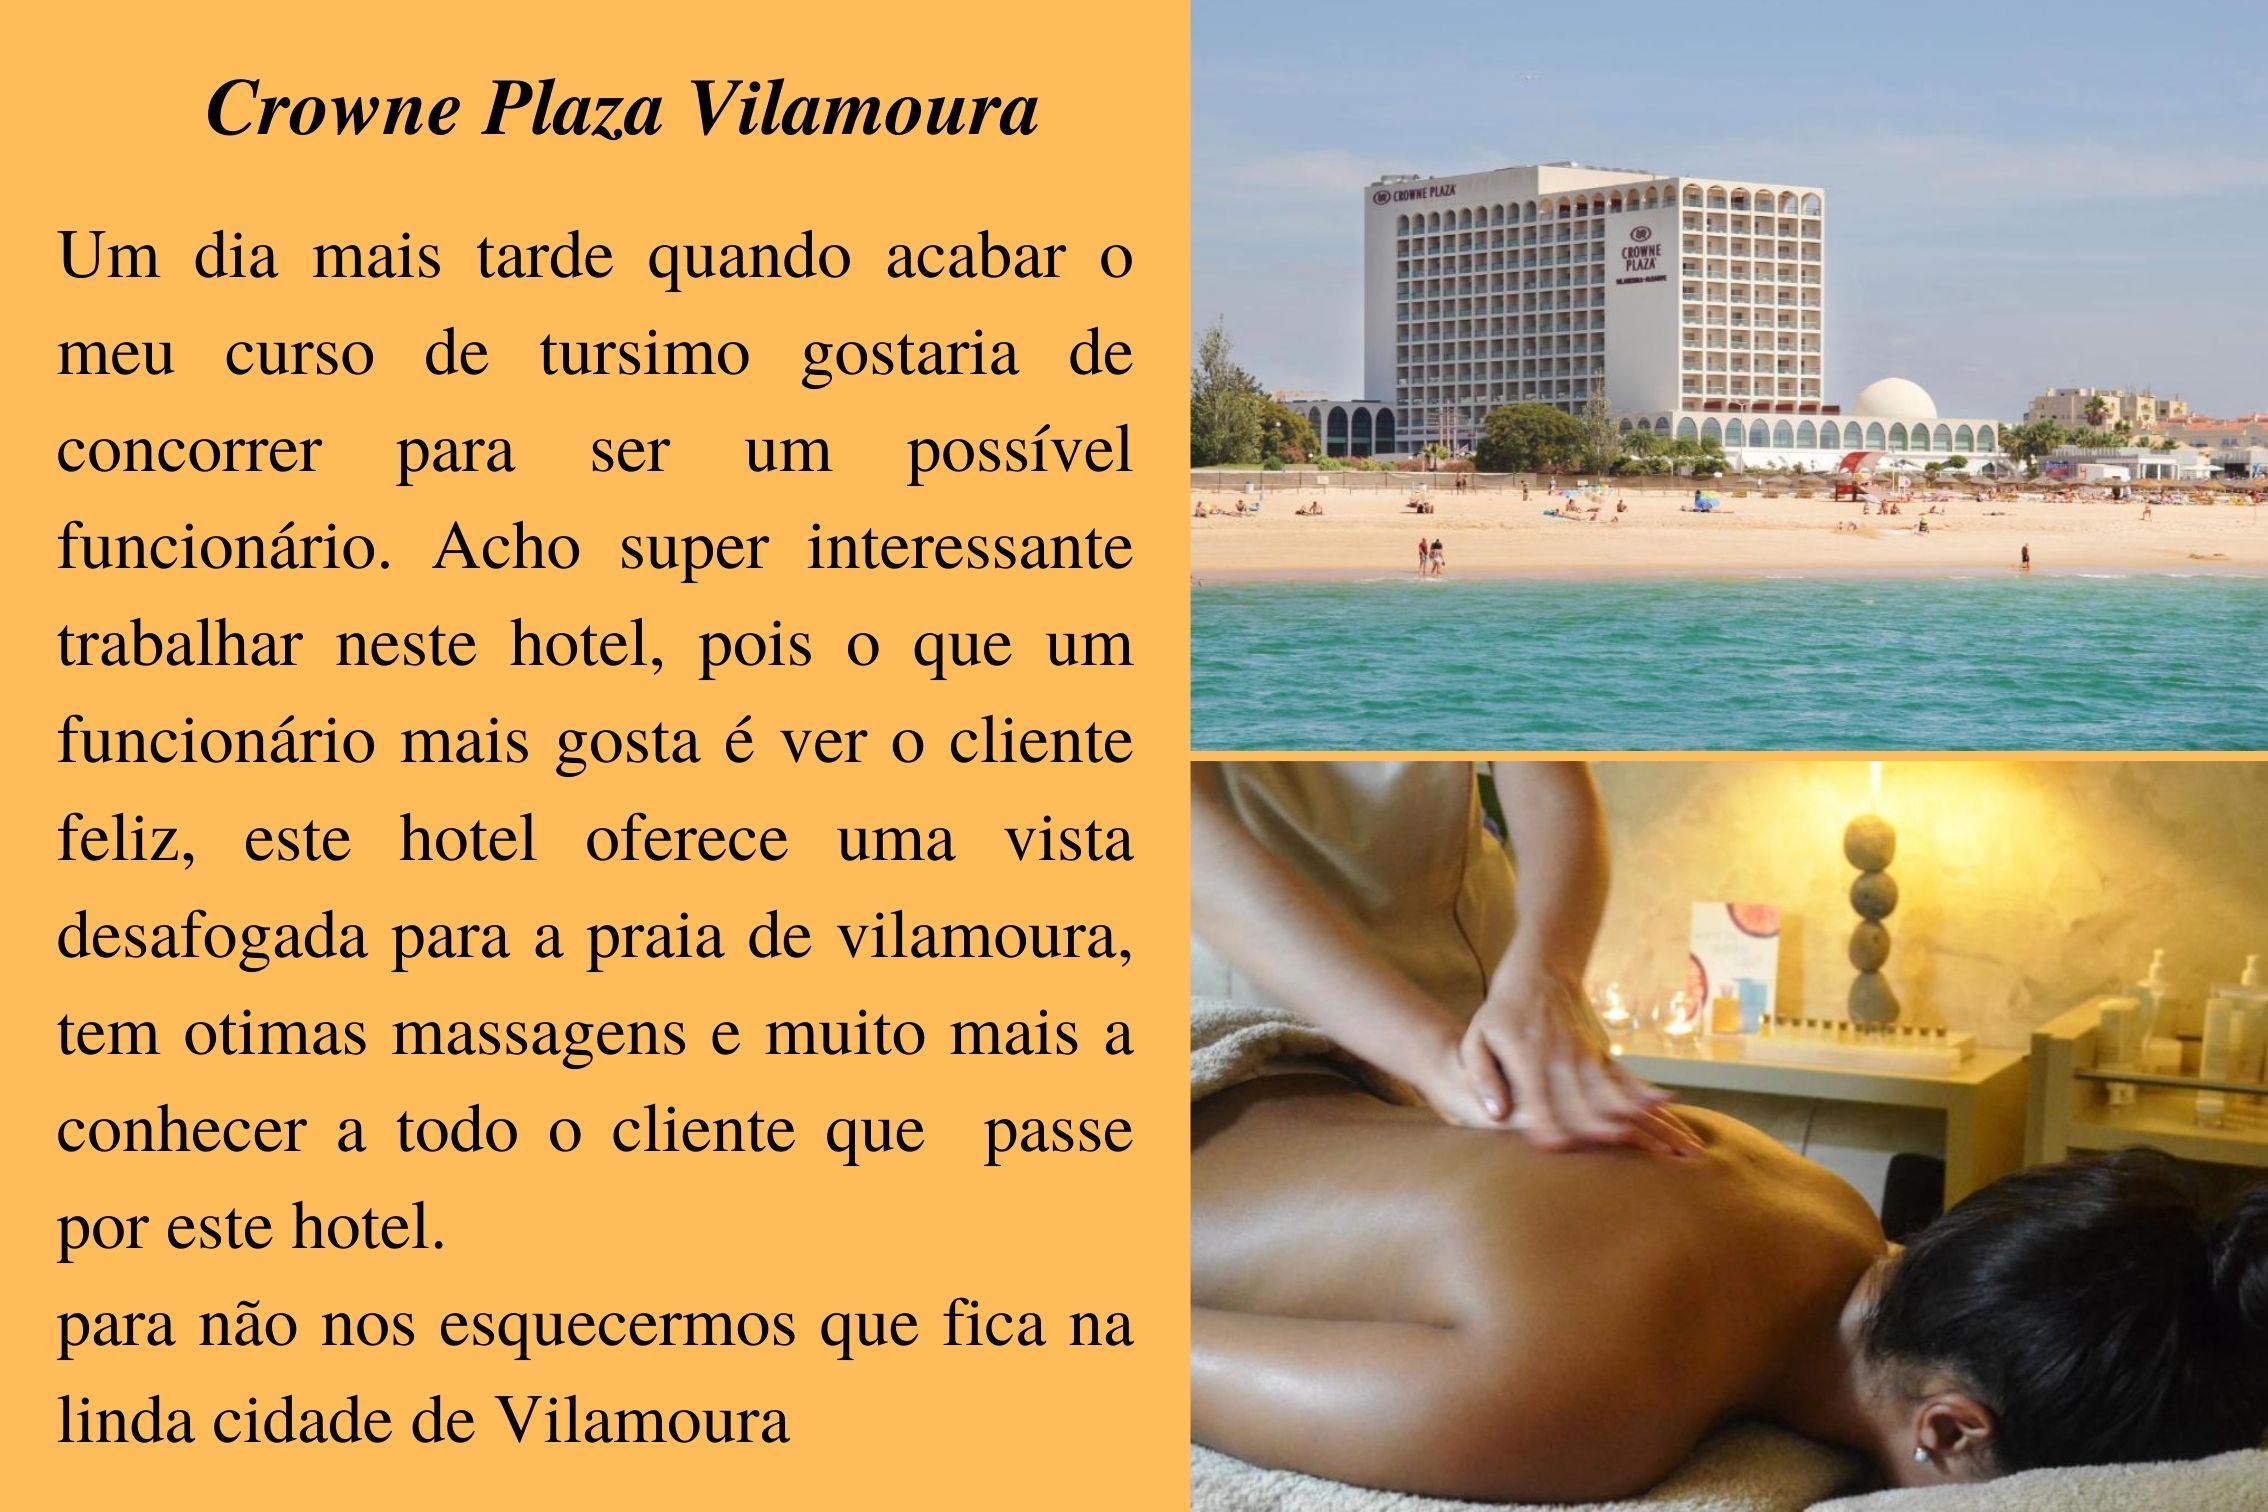 Crowne Plaza Vilamoura
Um dia mais tarde quando acabar o
meu curso de tursimo gostaria de
concorrer para ser um possível
funcionário. Acho super interessante
trabalhar neste hotel, pois o que um
funcionário mais gosta é ver o cliente
feliz, este hotel oferece uma vista
desafogada para a praia de vilamoura,
tem otimas massagens e muito mais a
conhecer a todo o cliente que passe
por este hotel.
para não nos esquecermos que fica na
linda cidade de Vilamoura
CROWNE PLAZA
CROWNE
PLAZA
VILAMOURA · ALGARVE